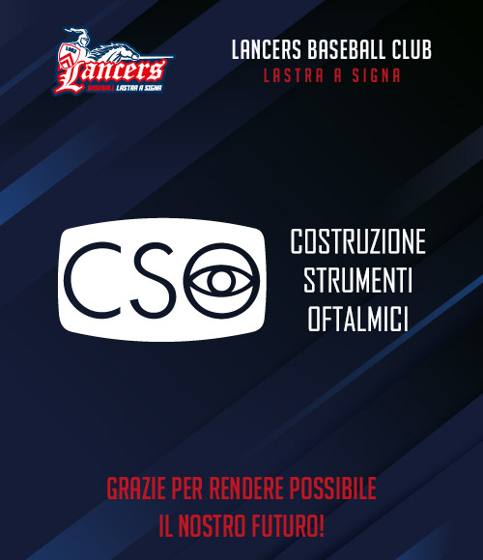 Lancers
BASEBALL LASTRA A SIGNA
LANCERS BASEBALL CLUB
LASTRA A SIGNA
CSO
COSTRUZIONE
STRUMENTI
OFTALMICI
GRAZIE PER RENDERE POSSIBILE
IL NOSTRO FUTURO!